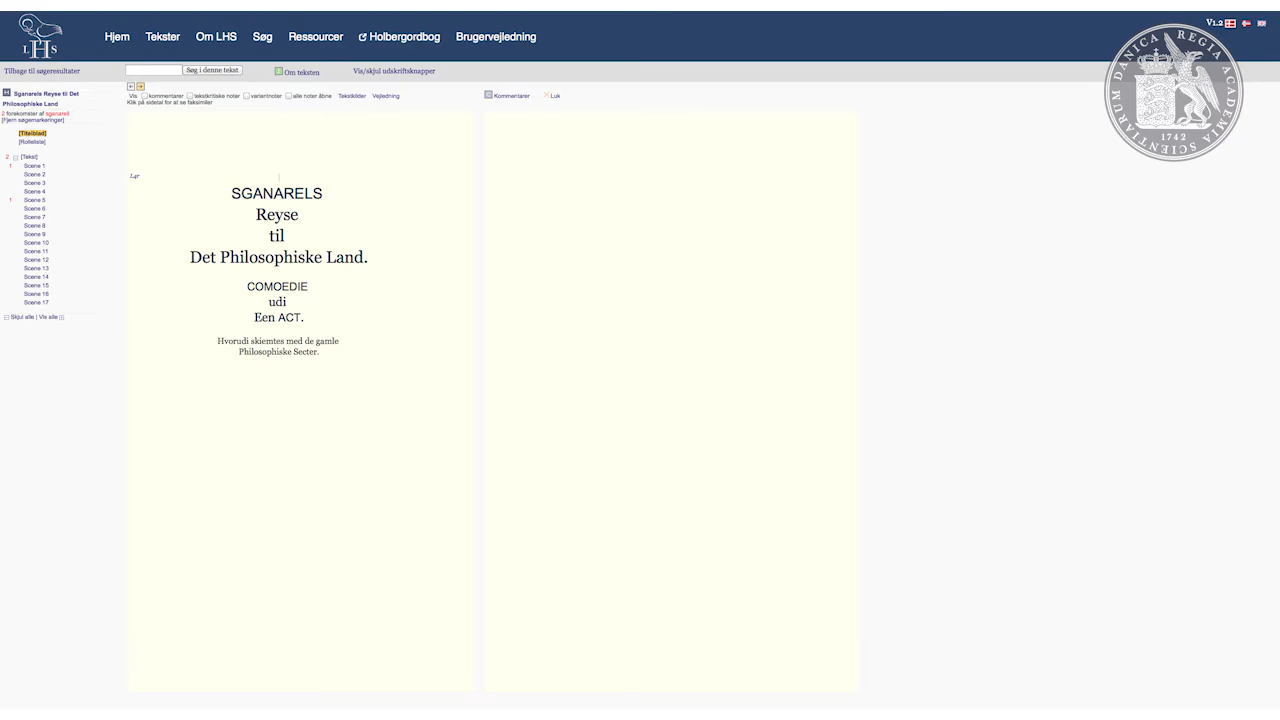 L H S
Hjem Tekster Om LHS Søg Ressourcer Holbergordbog Brugervejledning
V1.2
SCIENTIARUM DANICA REGIA ACADEMIA
1742
Tilbage til søgeresultater
Søg i denne tekst
Om teksten
Vis/skjul udskriftsknapper
Sganarels Reyse til Det
Philosophiske Land
2 forekomster af sganarell
[Fjern søgemarkeringer]
[Titelblad]
[Rolleliste]
2 [Tekst]
1 Scene 1
Scene 2
Scene 3
Scene 4
1 Scene 5
Scene 6
Scene 7
Scene 8
Scene 9
Scene 10
Scene 11
Scene 12
Scene 13
Scene 14
Scene 15
Scene 16
Scene 17
Skjul alle | Vis alle
Vis kommentarer tekstkritiske noter variantnoter alle noter åbne Tekstkilder Vejledning
Klik på sidetal for at se faksimiler
L4r
SGANARELS
Reyse
til
Det Philosophiske Land.
COMOEDIE
udi
Een ACT.
Hvorudi skiemtes med de gamle
Philosophiske Secter.
C Kommentarer Luk